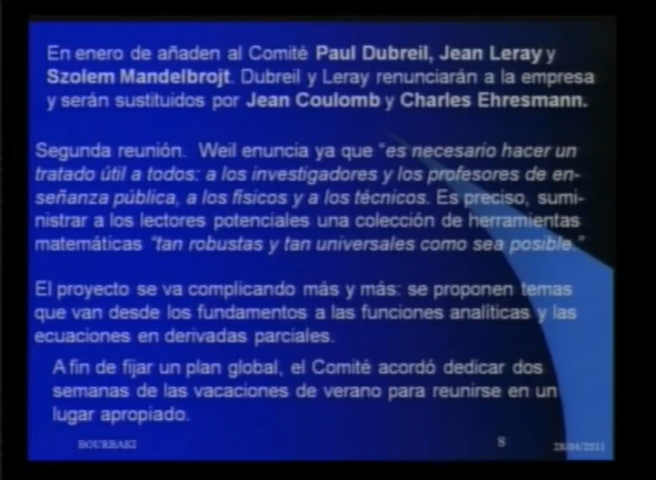 En enero de añaden al Comité Paul Dubreil, Jean Leray y
Szolem Mandelbrojt. Dubreil y Leray renunciarán a la empresa
y serán sustituidos por Jean Coulomb y Charles Ehresmann.
Segunda reunión. Weil enuncia ya que “es necesario hacer un
tratado útil a todos: a los investigadores y los profesores de en-
señanza pública, a los físicos y a los técnicos. Es preciso, sumi-
nistrar a los lectores potenciales una colección de herramientas
matemáticas “tan robustas y tan universales como sea posible.”
El proyecto se va complicando más y más: se proponen temas
que van desde los fundamentos a las funciones analíticas y las
ecuaciones en derivadas parciales.
A fin de fijar un plan global, el Comité acordó dedicar dos
semanas de las vacaciones de verano para reunirse en un
lugar apropiado.
BOURBAKI 8 28/04/2011